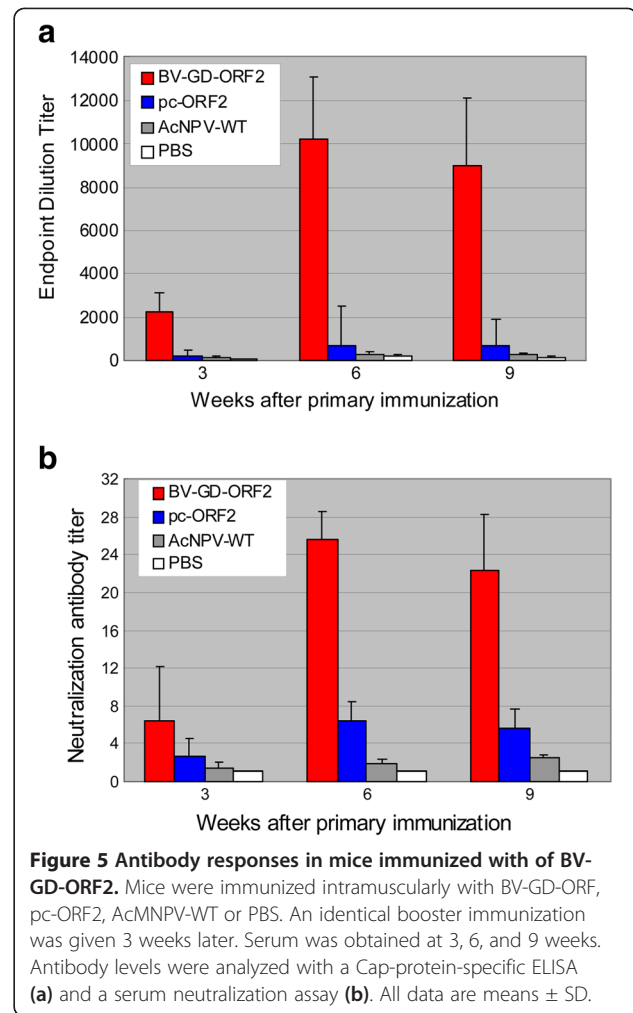 a
14000
12000
10000
8000
6000
4000
2000
0
Endpoint Dilution Titer
BV-GD-ORF2
pc-ORF2
AcNPV-WT
PBS
3 6 9
Weeks after primary immunization
b
32
28
24
20
16
12
8
4
0
Neutralization antibody titer
BV-GD-ORF2
pc-ORF2
AcNPV-WT
PBS
3 6 9
Weeks after primary immunization
Figure 5 Antibody responses in mice immunized with of BV-
GD-ORF2. Mice were immunized intramuscularly with BV-GD-ORF,
pc-ORF2, AcMNPV-WT or PBS. An identical booster immunization
was given 3 weeks later. Serum was obtained at 3, 6, and 9 weeks.
Antibody levels were analyzed with a Cap-protein-specific ELISA
(a) and a serum neutralization assay (b). All data are means ± SD.